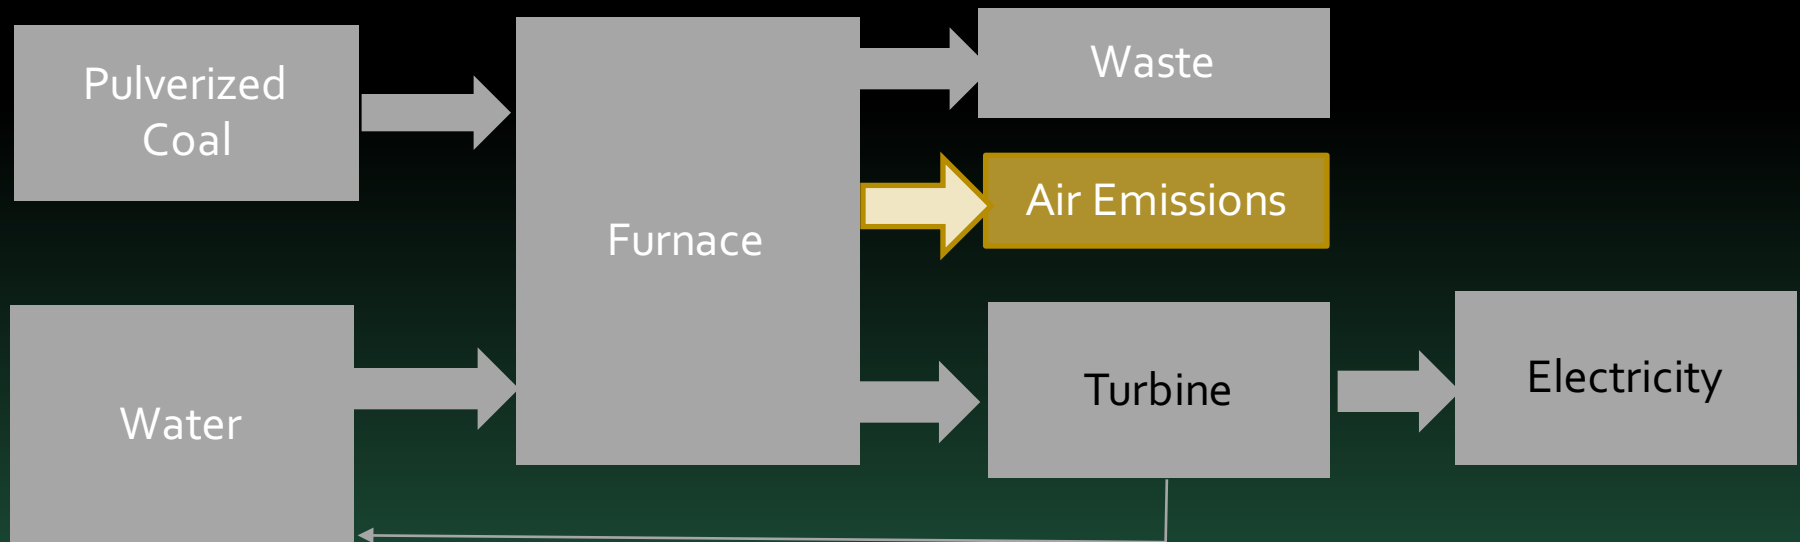 Pulverized
Coal
Furnace
Waste
Air Emissions
Water
Turbine
Electricity